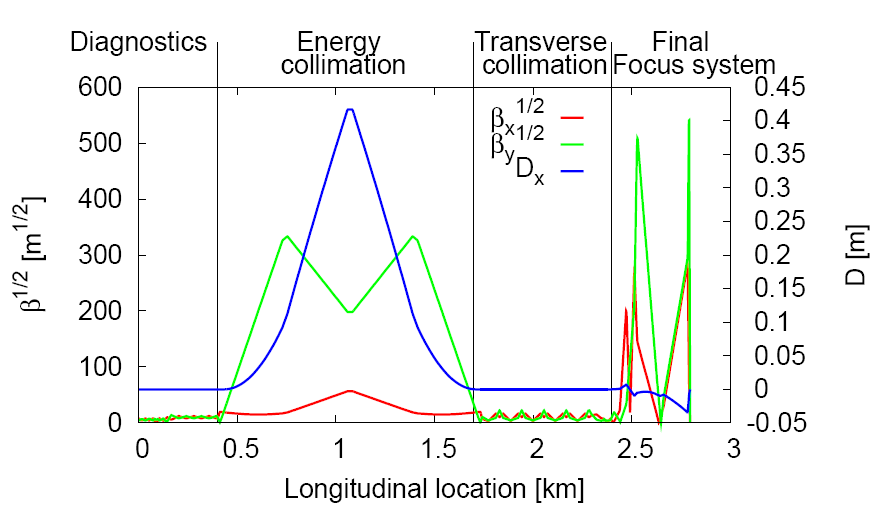 Diagnostics Energy collimation Transverse collimation Final Focus system
600 0.45
500 0.4
0.35
400 0.3
0.25
300 0.2
200 0.15
0.1
100 0.05
0
0 -0.05
βx^1/2
βy^1/2
Dx
β^1/2 [m^1/2]
D [m]
0 0.5 1 1.5 2 2.5 3
Longitudinal location [km]